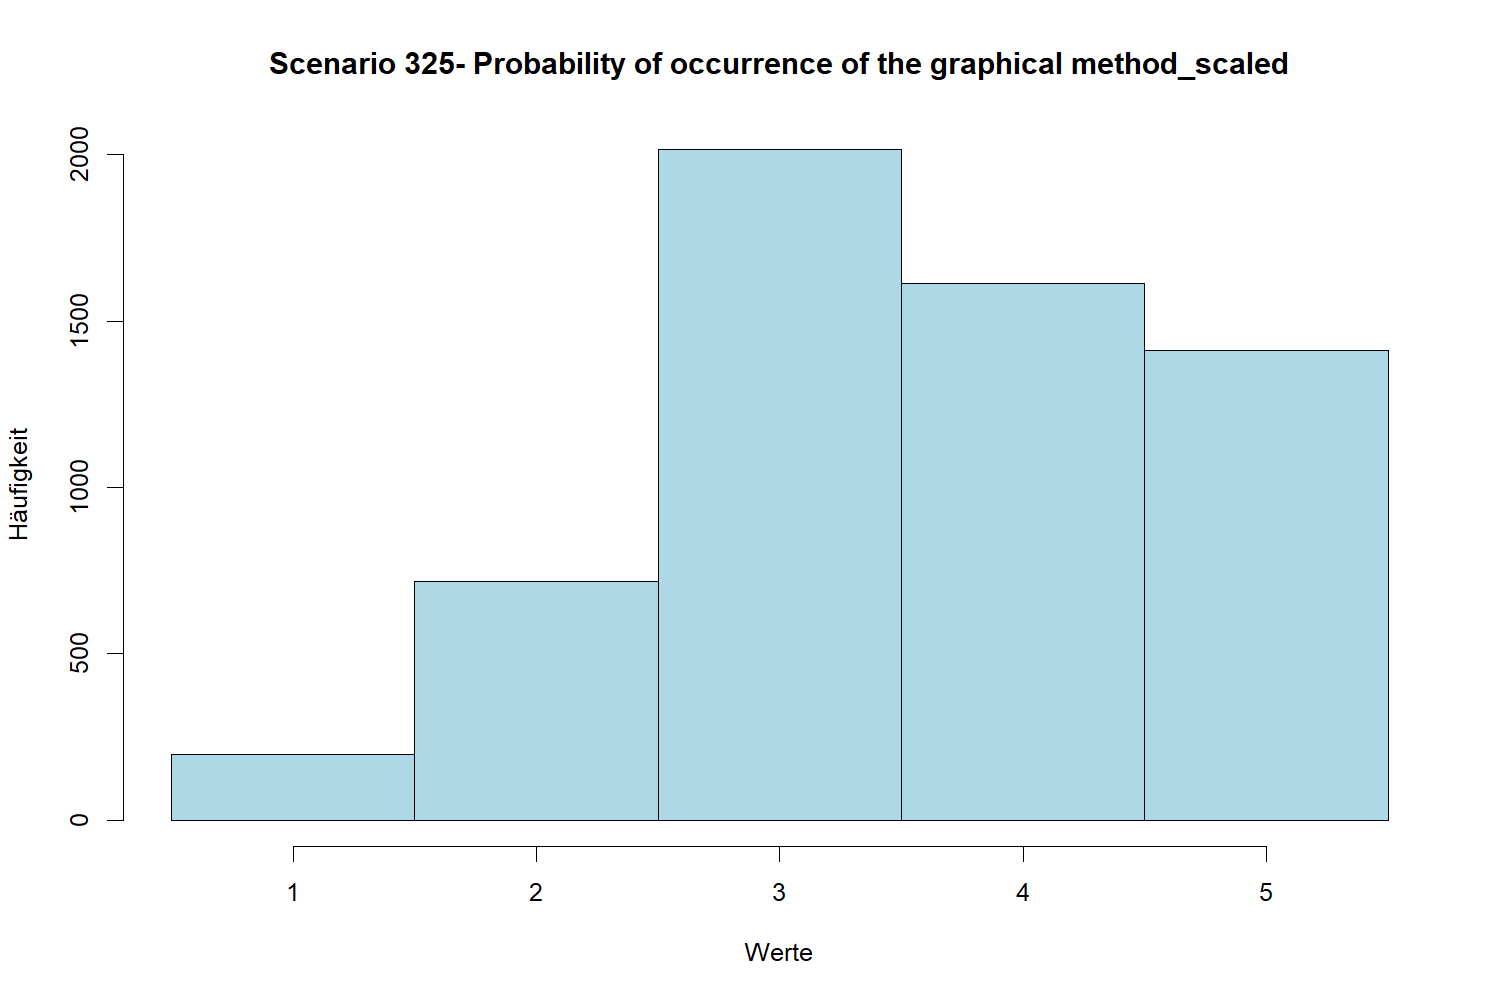 Scenario 325- Probability of occurrence of the graphical method_scaled
2000
1500
1000
500
0
Häufigkeit
1 2 3 4 5
Werte